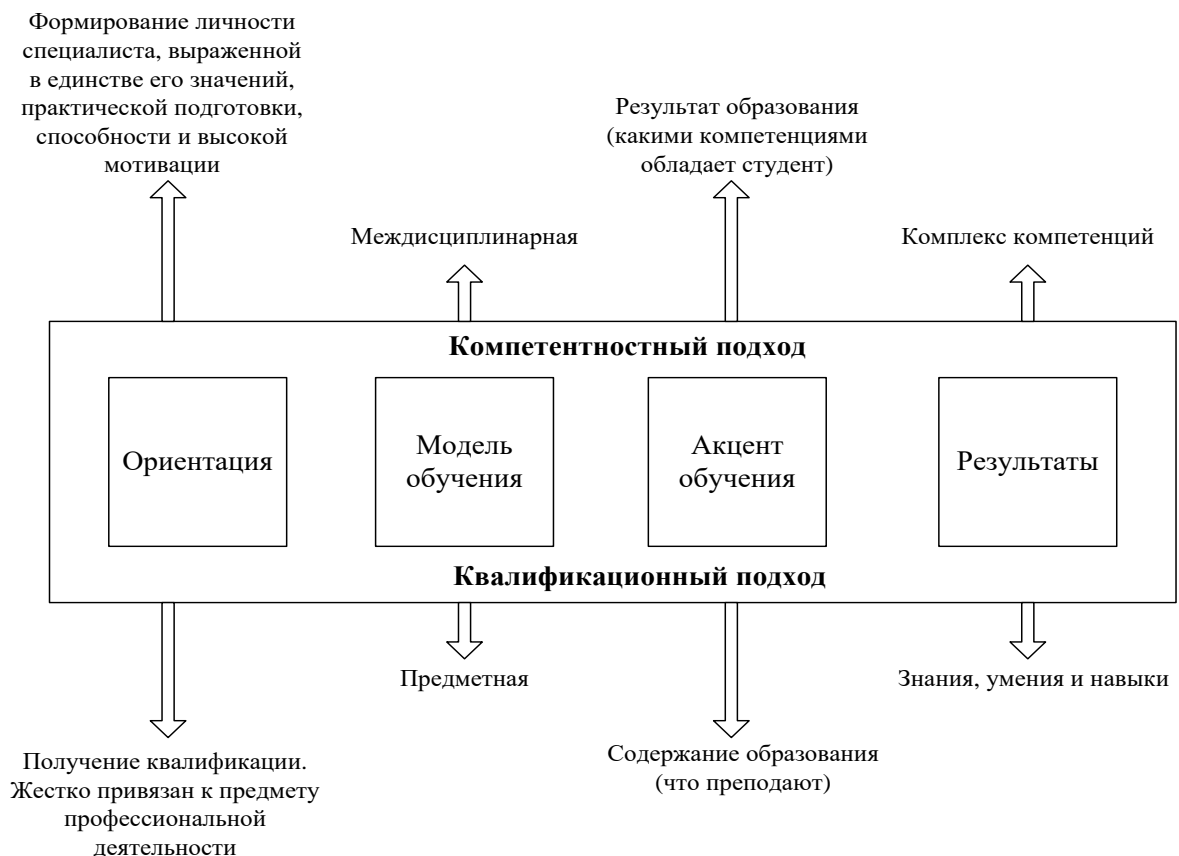 Формирование личности
специалиста, выраженной
в единстве его значений,
практической подготовки,
способности и высокой
мотивации
Результат образования
(какими компетенциями
обладает студент)
Междисциплинарная
Комплекс компетенций
Компетентностный подход
Ориентация
Модель
обучения
Акцент
обучения
Результаты
Квалификационный подход
Предметная
Знания, умения и навыки
Получение квалификации.
Жестко привязан к предмету
профессиональной
деятельности
Содержание образования
(что преподают)